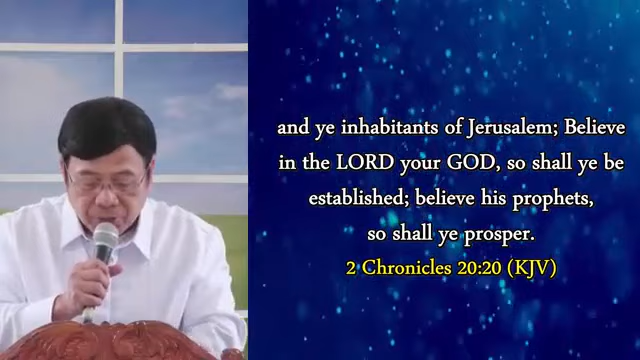 and ye inhabitants of Jerusalem; Believe
in the LORD your GOD, so shall ye be
established; believe his prophets,
so shall ye prosper.
2 Chronicles 20:20 (KJV)